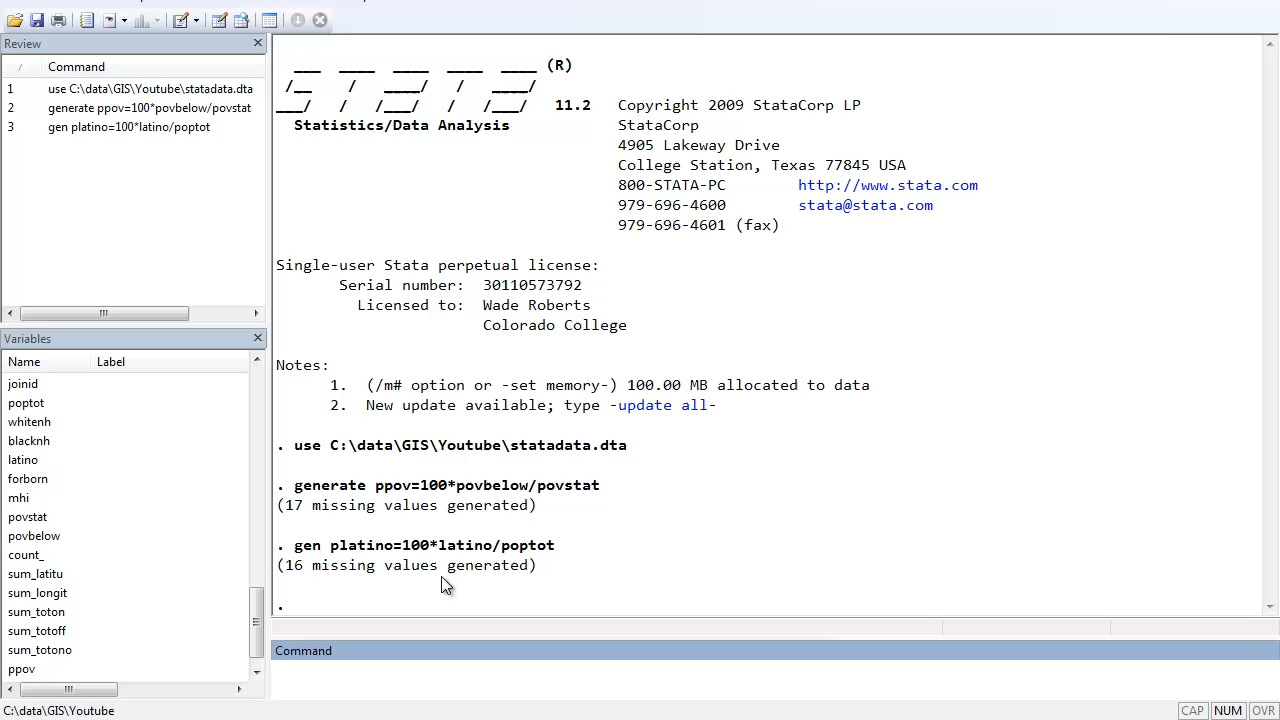 Review
/ Command
1 use C:\data\GIS\Youtube\statadata.dta
2 generate ppov=100*povbelow/povstat
3 gen platino=100*latino/poptot
Variables
Name Label
joinid
poptot
whitenh
blacknh
latino
forborn
mhi
povstat
povbelow
count_
sum_latitu
sum_longit
sum_toton
sum_totoff
sum_totono
ppov
(R)
11.2 Copyright 2009 StataCorp LP
Statistics/Data Analysis StataCorp
4905 Lakeway Drive
College Station, Texas 77845 USA
800-STATA-PC http://www.stata.com
979-696-4600 stata@stata.com
979-696-4601 (fax)
Single-user Stata perpetual license:
Serial number: 30110573792
Licensed to: Wade Roberts
Colorado College
Notes:
1. (/m# option or -set memory-) 100.00 MB allocated to data
2. New update available; type -update all-
. use C:\data\GIS\Youtube\statadata.dta
. generate ppov=100*povbelow/povstat
(17 missing values generated)
. gen platino=100*latino/poptot
(16 missing values generated)
.
Command
C:\data\GIS\Youtube CAP NUM OVR